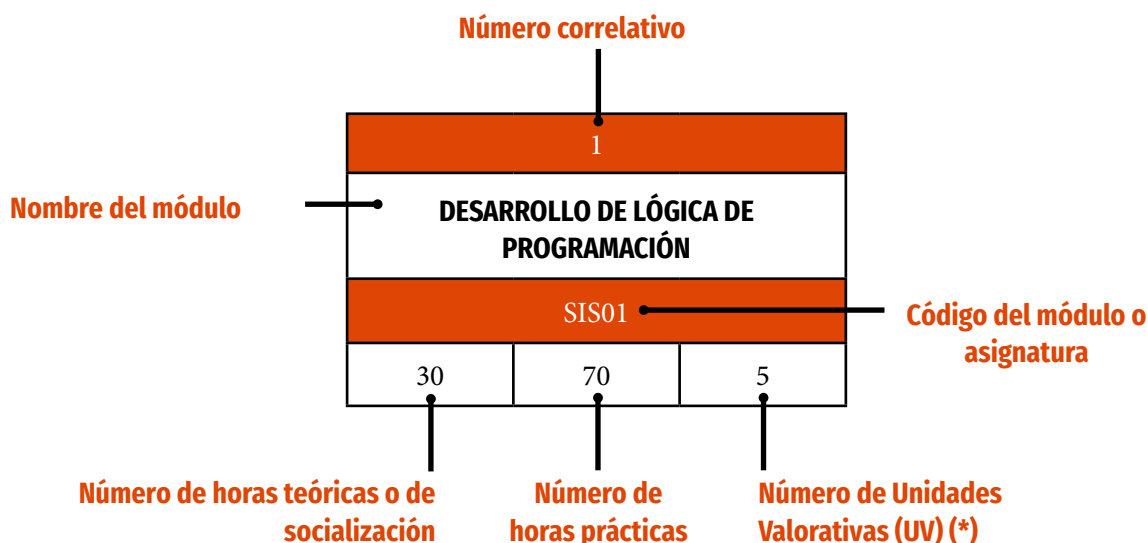 Número correlativo
1
Nombre del módulo
DESARROLLO DE LÓGICA DE
PROGRAMACIÓN
SIS01
Código del módulo o
asignatura
30
70
5
Número de horas teóricas o de
socialización
Número de
horas prácticas
Número de Unidades
Valorativas (UV) (*)